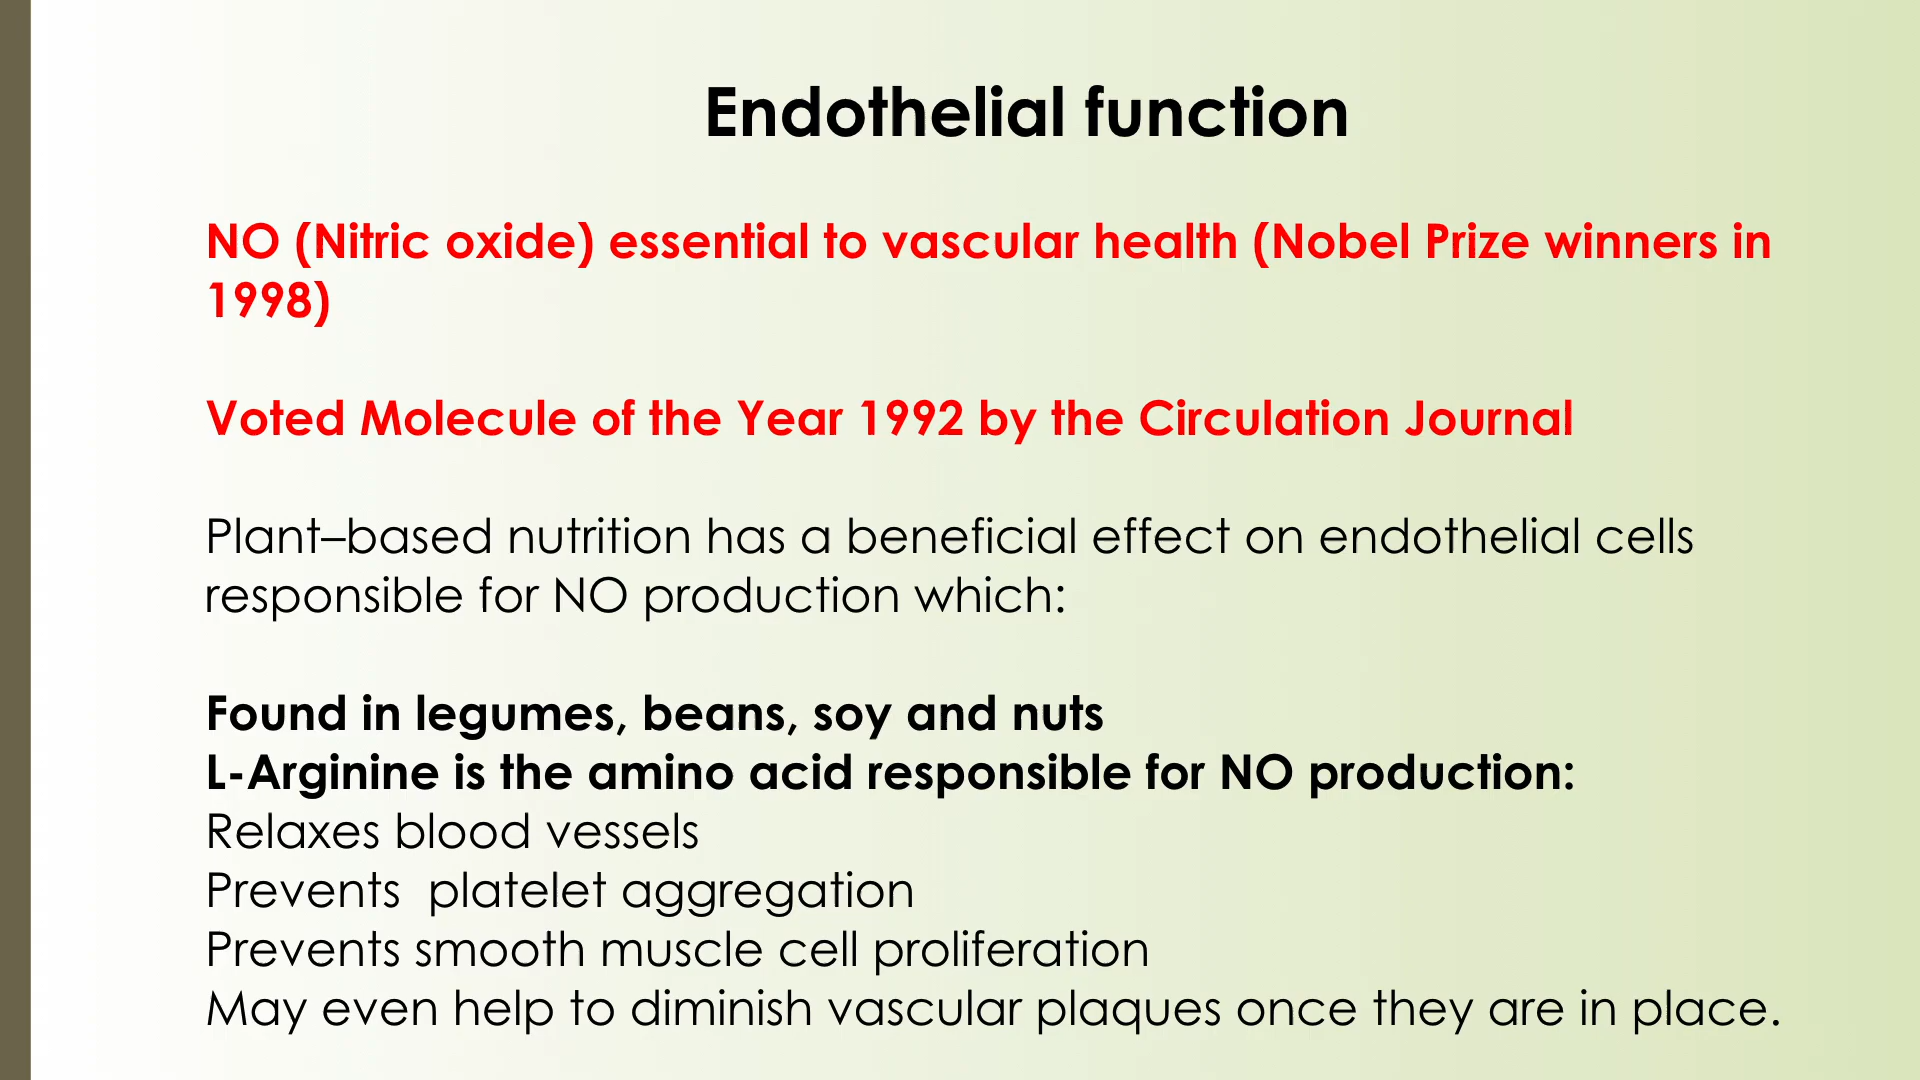 Endothelial function
NO (Nitric oxide) essential to vascular health (Nobel Prize winners in
1998)
Voted Molecule of the Year 1992 by the Circulation Journal
Plant–based nutrition has a beneficial effect on endothelial cells
responsible for NO production which:
Found in legumes, beans, soy and nuts
L-Arginine is the amino acid responsible for NO production:
Relaxes blood vessels
Prevents  platelet aggregation
Prevents smooth muscle cell proliferation
May even help to diminish vascular plaques once they are in place.